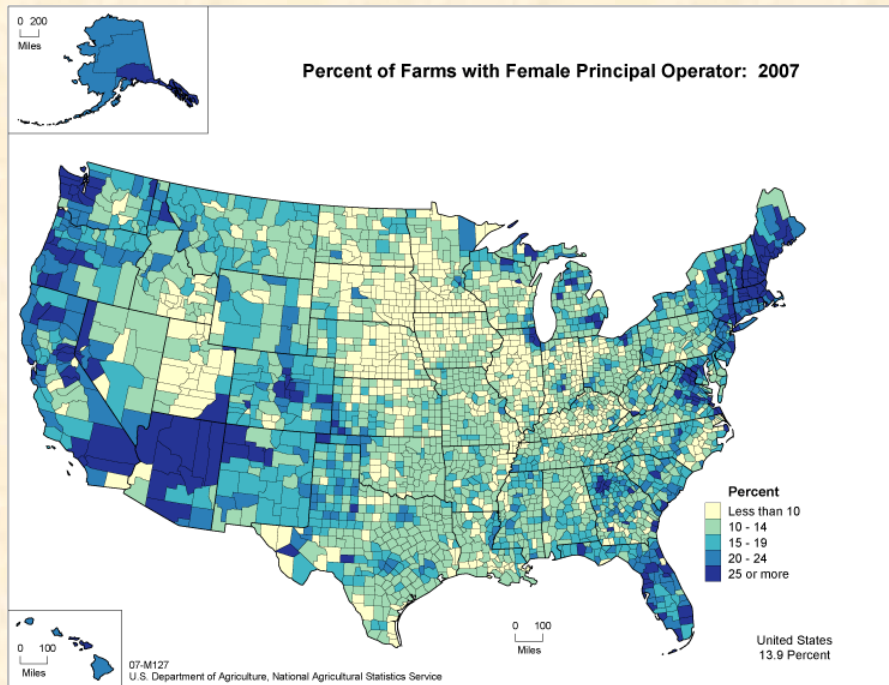 0 200
Miles
Percent of Farms with Female Principal Operator: 2007
Percent
Less than 10
10 - 14
15 - 19
20 - 24
25 or more
0 100
Miles
United States
13.9 Percent
0 100
Miles
07-M127
U.S. Department of Agriculture, National Agricultural Statistics Service